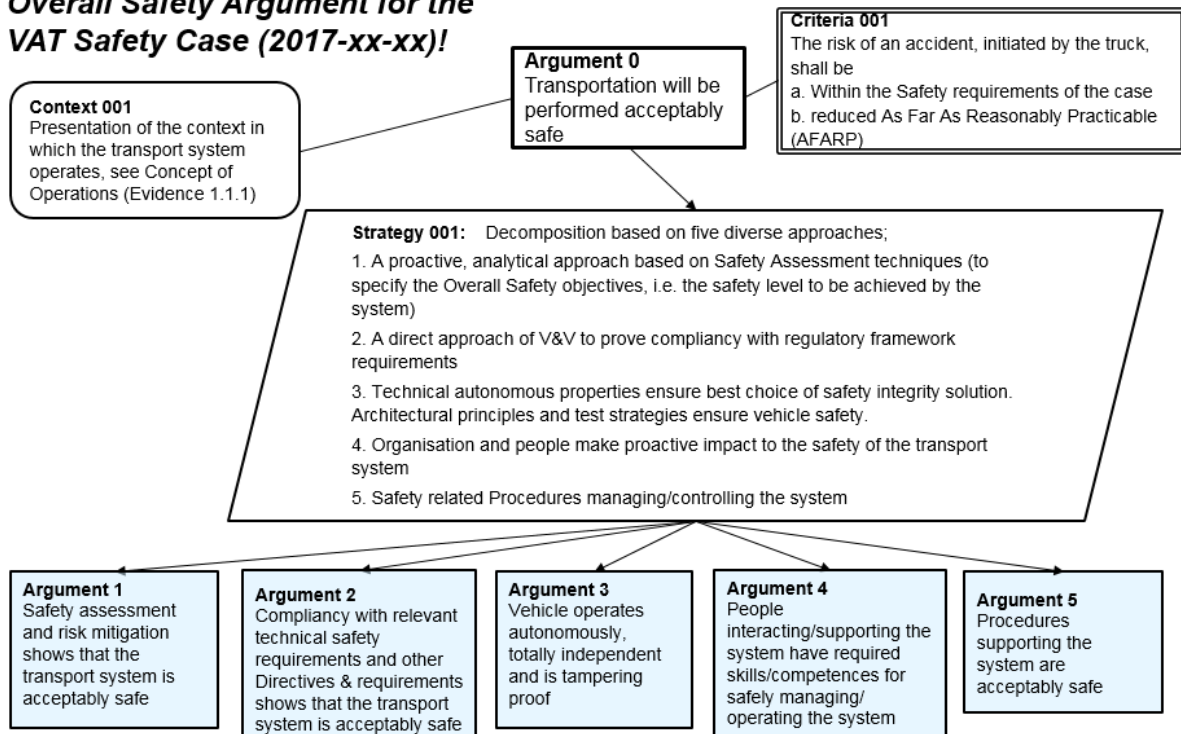 Overall Safety Argument for the
VAT Safety Case (2017-xx-xx)!
Context 001
Presentation of the context in
which the transport system
operates, see Concept of
Operations (Evidence 1.1.1)
Argument 0
Transportation will be
performed acceptably
safe
Criteria 001
The risk of an accident, initiated by the truck,
shall be
a. Within the Safety requirements of the case
b. reduced As Far As Reasonably Practicable
(AFARP)
Strategy 001: Decomposition based on five diverse approaches;
1. A proactive, analytical approach based on Safety Assessment techniques (to
specify the Overall Safety objectives, i.e. the safety level to be achieved by the
system)
2. A direct approach of V&V to prove compliancy with regulatory framework
requirements
3. Technical autonomous properties ensure best choice of safety integrity solution.
Architectural principles and test strategies ensure vehicle safety.
4. Organisation and people make proactive impact to the safety of the transport
system
5. Safety related Procedures managing/controlling the system
Argument 1
Safety assessment
and risk mitigation
shows that the
transport system is
acceptably safe
Argument 2
Compliancy with relevant
technical safety
requirements and other
Directives & requirements
shows that the transport
system is acceptably safe
Argument 3
Vehicle operates
autonomously,
totally independent
and is tampering
proof
Argument 4
People
interacting/supporting the
system have required
skills/competences for
safely managing/
operating the system
Argument 5
Procedures
supporting the
system are
acceptably safe